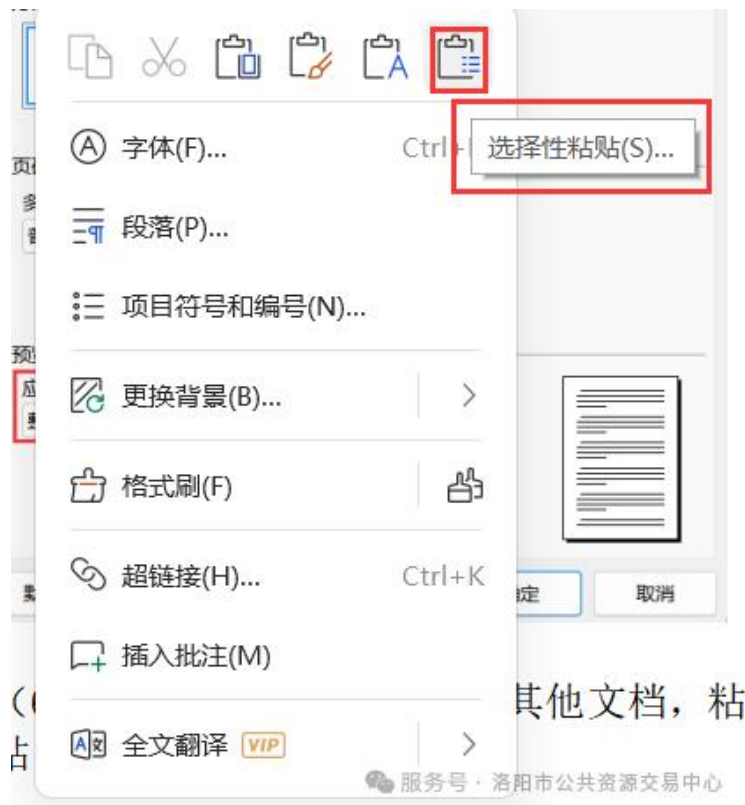 字体(F)...
Ctrl+
选择性粘贴(S)...
段落(P)...
项目符号和编号(N)...
更换背景(B)...
格式刷(F)
超链接(H)... Ctrl+K
定 取消
插入批注(M)
其他文档，粘
全文翻译 VIP
服务号 · 洛阳市公共资源交易中心